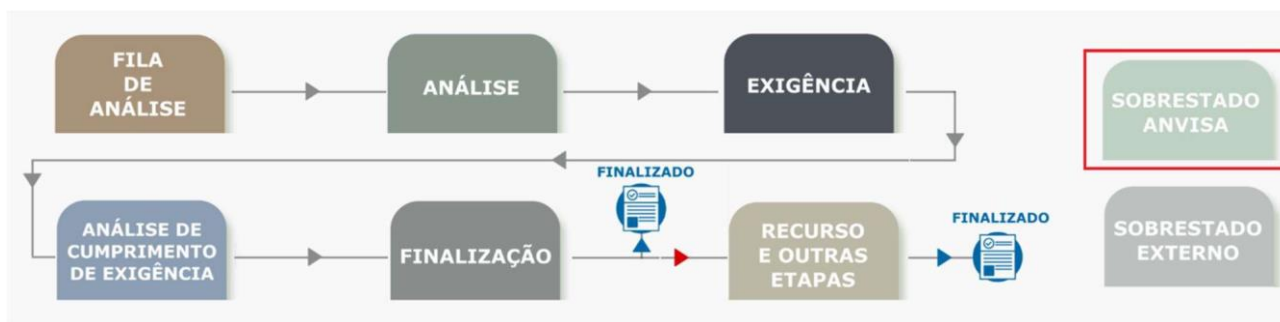 FILA
DE
ANÁLISE
ANÁLISE
EXIGÊNCIA
SOBRESTADO
ANVISA
FINALIZADO
ANÁLISE DE
CUMPRIMENTO
DE EXIGÊNCIA
FINALIZAÇÃO
RECURSO
E OUTRAS
ETAPAS
FINALIZADO
SOBRESTADO
EXTERNO